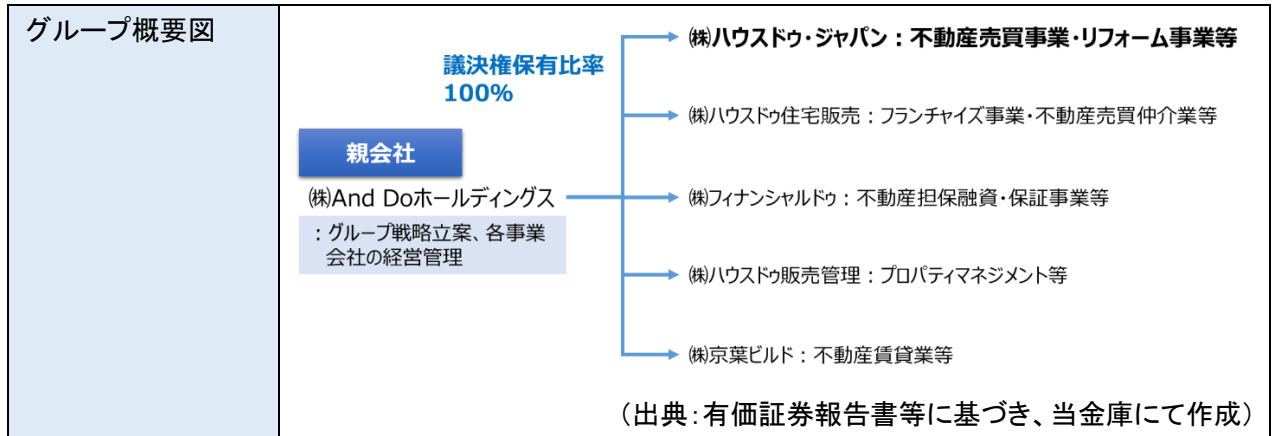 グループ概要図
議決権保有比率
100%
親会社
㈱And Doホールディングス
：グループ戦略立案、各事業
会社の経営管理
㈱ハウスドゥ・ジャパン：不動産売買事業・リフォーム事業等
㈱ハウスドゥ住宅販売：フランチャイズ事業・不動産売買仲介業等
㈱フィナンシャルドゥ：不動産担保融資・保証事業等
㈱ハウスドゥ販売管理：プロパティマネジメント等
㈱京葉ビルド：不動産賃貸業等
（出典：有価証券報告書等に基づき、当金庫にて作成）